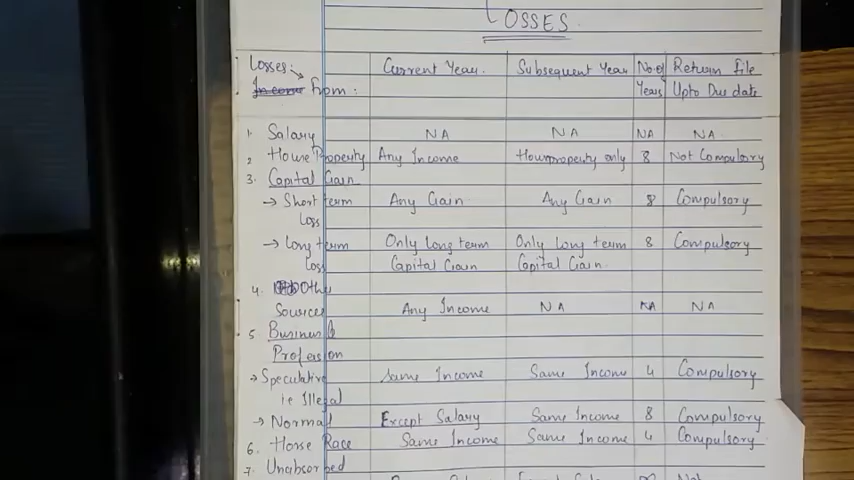 LOSSES
Losses: Current Year. Subsequent Year No. of Return File
From: Years Upto Due date
1. Salary NA NA NA NA
2. House Property Any Income Houseproperty only 8 Not Compulsory
3. Capital Gain
→ Short term Any Gain Any Gain 8 Compulsory
Loss
→ Long term Only Long term Only Long term 8 Compulsory
Loss Capital Gain Capital Gain
4. Other
Sources Any Income NA NA NA
5. Business &
Profession
→ Speculative Same Income Same Income 4 Compulsory
ie Illegal
→ Normal Except Salary Same Income 8 Compulsory
6. Horse Race Same Income Same Income 4 Compulsory
7. Unabsorbed